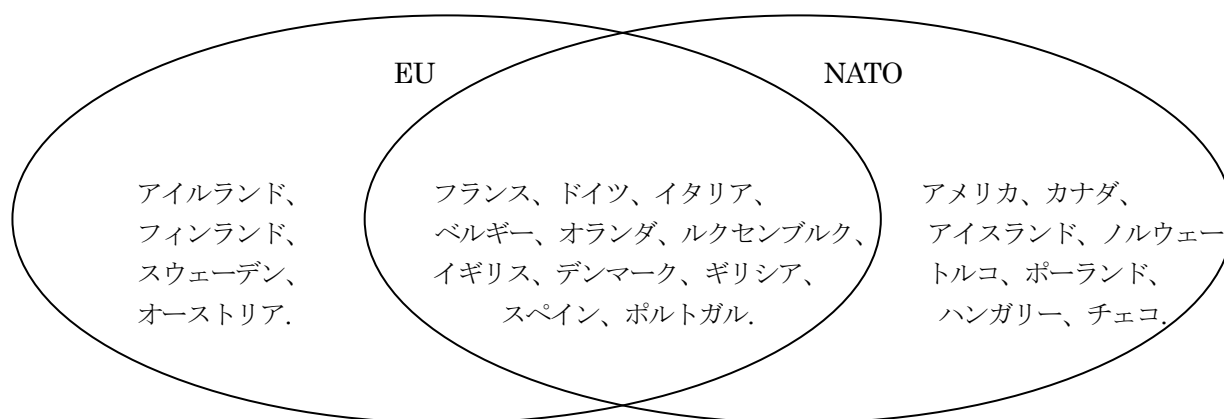 EU
NATO
アイルランド、
フィンランド、
スウェーデン、
オーストリア.
フランス、ドイツ、イタリア、
ベルギー、オランダ、ルクセンブルク、
イギリス、デンマーク、ギリシア、
スペイン、ポルトガル.
アメリカ、カナダ、
アイスランド、ノルウェー
トルコ、ポーランド、
ハンガリー、チェコ.